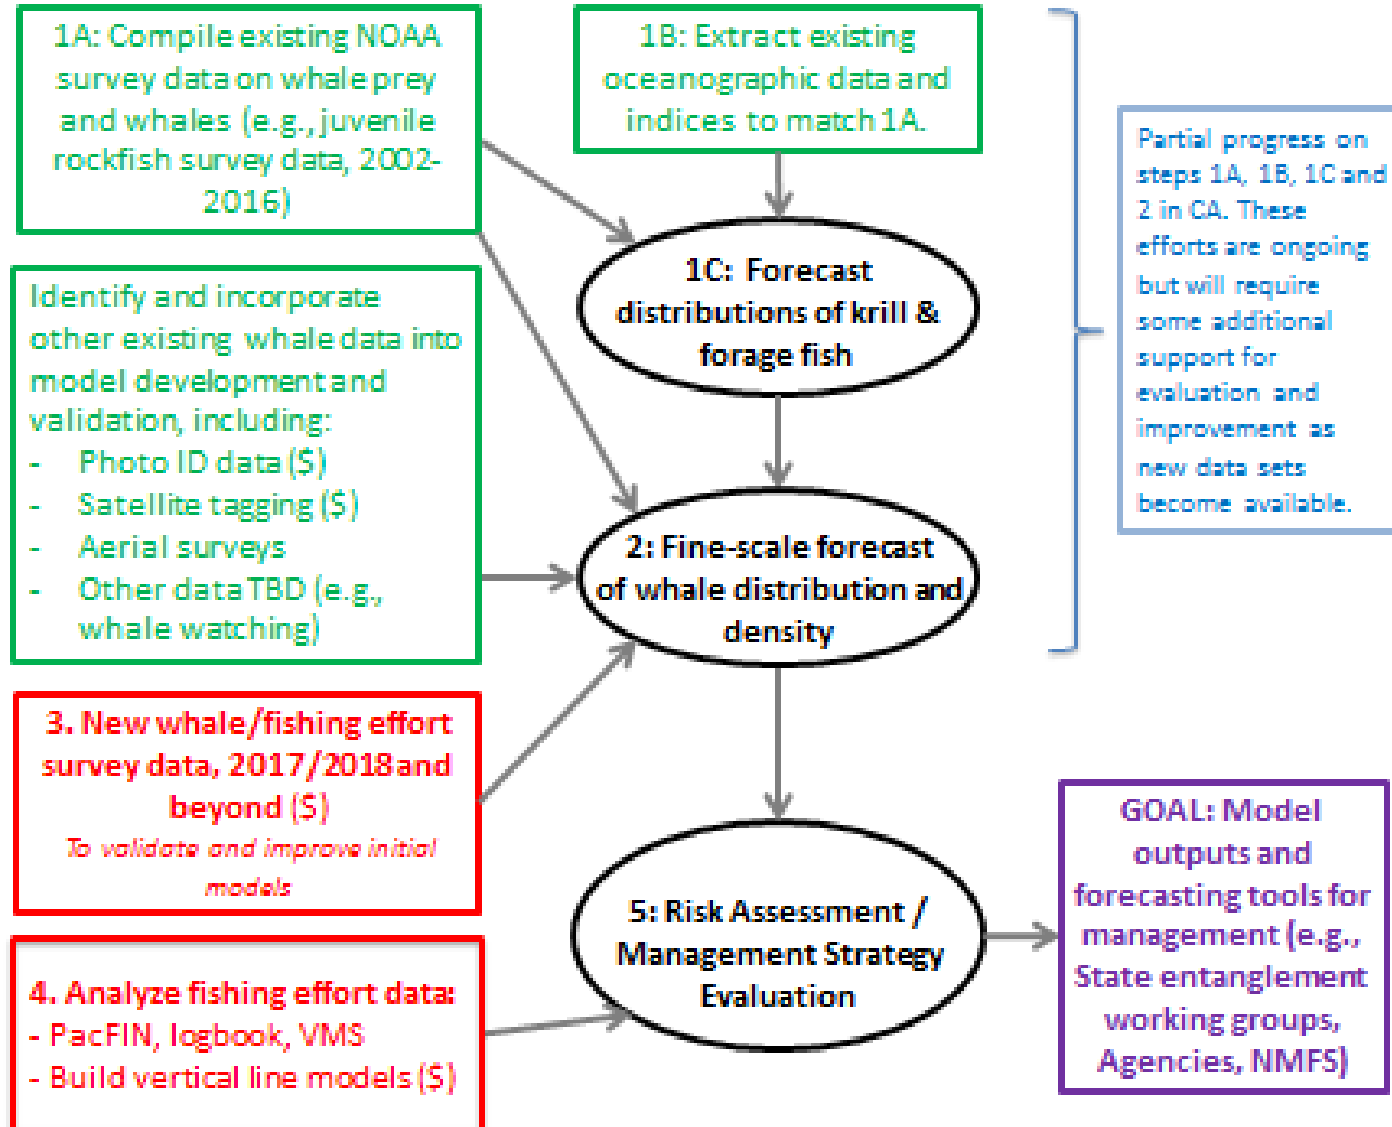 1A: Compile existing NOAA
survey data on whale prey
and whales (e.g., juvenile
rockfish survey data, 2002-
2016)
1B: Extract existing
oceanographic data and
indices to match 1A.
1C: Forecast
distributions of krill &
forage fish
Partial progress on
steps 1A, 1B, 1C and
2 in CA. These
efforts are ongoing
but will require
some additional
support for
evaluation and
improvement as
new data sets
become available.
Identify and incorporate
other existing whale data into
model development and
validation, including:
- Photo ID data ($)
- Satellite tagging ($)
- Aerial surveys
- Other data TBD (e.g.,
whale watching)
2: Fine-scale forecast
of whale distribution and
density
3. New whale/fishing effort
survey data, 2017/2018 and
beyond ($)
To validate and improve initial
models
4. Analyze fishing effort data:
- PacFIN, logbook, VMS
- Build vertical line models ($)
5: Risk Assessment /
Management Strategy
Evaluation
GOAL: Model
outputs and
forecasting tools for
management (e.g.,
State entanglement
working groups,
Agencies, NMFS)